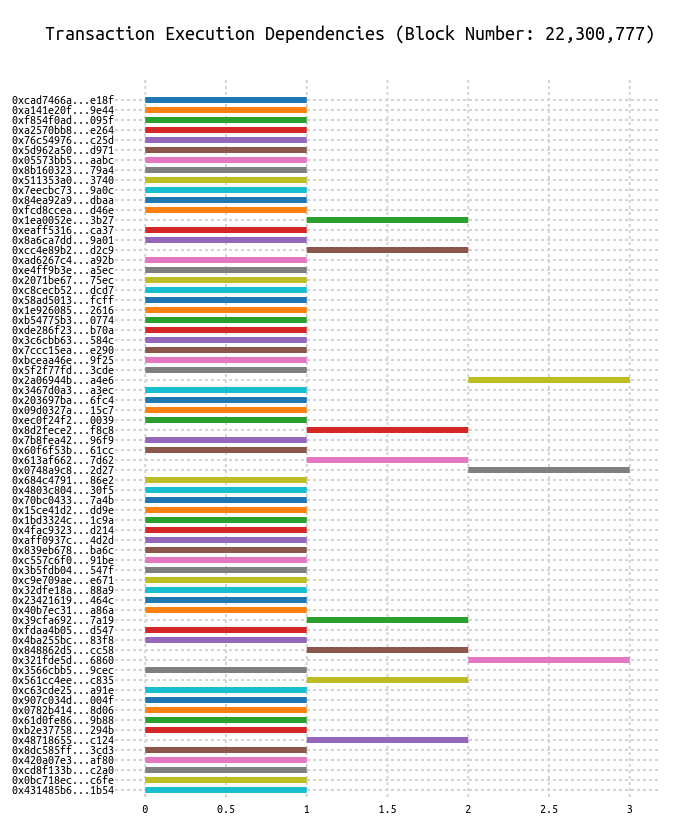 Transaction Execution Dependencies (Block Number: 22,300,777)
0xcad7466a...e18f
0xa141e20f...9e44
0xf854f0ad...095f
0xa2570bb8...e264
0x76c54976...c25d
0x5d962a50...d971
0x05573bb5...aabc
0x8b160323...79a4
0x511353a0...3740
0x7eecbc73...9a0c
0x84ea92a9...dbaa
0xfcd8ccea...d46e
0x1ea0052e...3b27
0xeaff5316...ca37
0x8a6ca7dd...9a01
0xcc4e89b2...d2c9
0xad6267c4...a92b
0xe4ff9b3e...a5ec
0x2071be67...75ec
0xc8cecb52...dcd7
0x58ad5013...fcff
0x1e926085...2616
0xb54775b3...0774
0xde286f23...b70a
0x3c6cbb63...584c
0x7ccc15ea...e290
0xbceaa46e...9f25
0x5f2f77fd...3cde
0x2a06944b...a4e6
0x3467d0a3...a3ec
0x203697ba...6fc4
0x09d0327a...15c7
0xec0f24f2...0039
0x8d2fece2...f8c8
0x7b8fea42...96f9
0x60f6f53b...61cc
0x613af662...7d62
0x0748a9c8...2d27
0x684c4791...86e2
0x4803c804...30f5
0x70bc0433...7a4b
0x15ce41d2...dd9e
0x1bd3324c...1c9a
0x4fac9323...d214
0xaff0937c...4d2d
0x839eb678...ba6c
0xc557c6f0...91be
0x3b5fdb04...547f
0xc9e709ae...e671
0x32dfe18a...88a9
0x23421619...464c
0x40b7ec31...a86a
0x39cfa692...7a19
0xfdaa4b05...d547
0x4ba255bc...83f8
0x848862d5...cc58
0x321fde5d...6860
0x3566cbb5...9cec
0x561cc4ee...c835
0xc63cde25...a91e
0x907c034d...004f
0x0782b414...8d06
0x61d0fe86...9b88
0xb2e37758...294b
0x48718655...c124
0x8dc585ff...3cd3
0x420a07e3...af80
0xcd8f133b...c2a0
0x0bc718ec...c6fe
0x431485b6...1b54
0 0.5 1 1.5 2 2.5 3